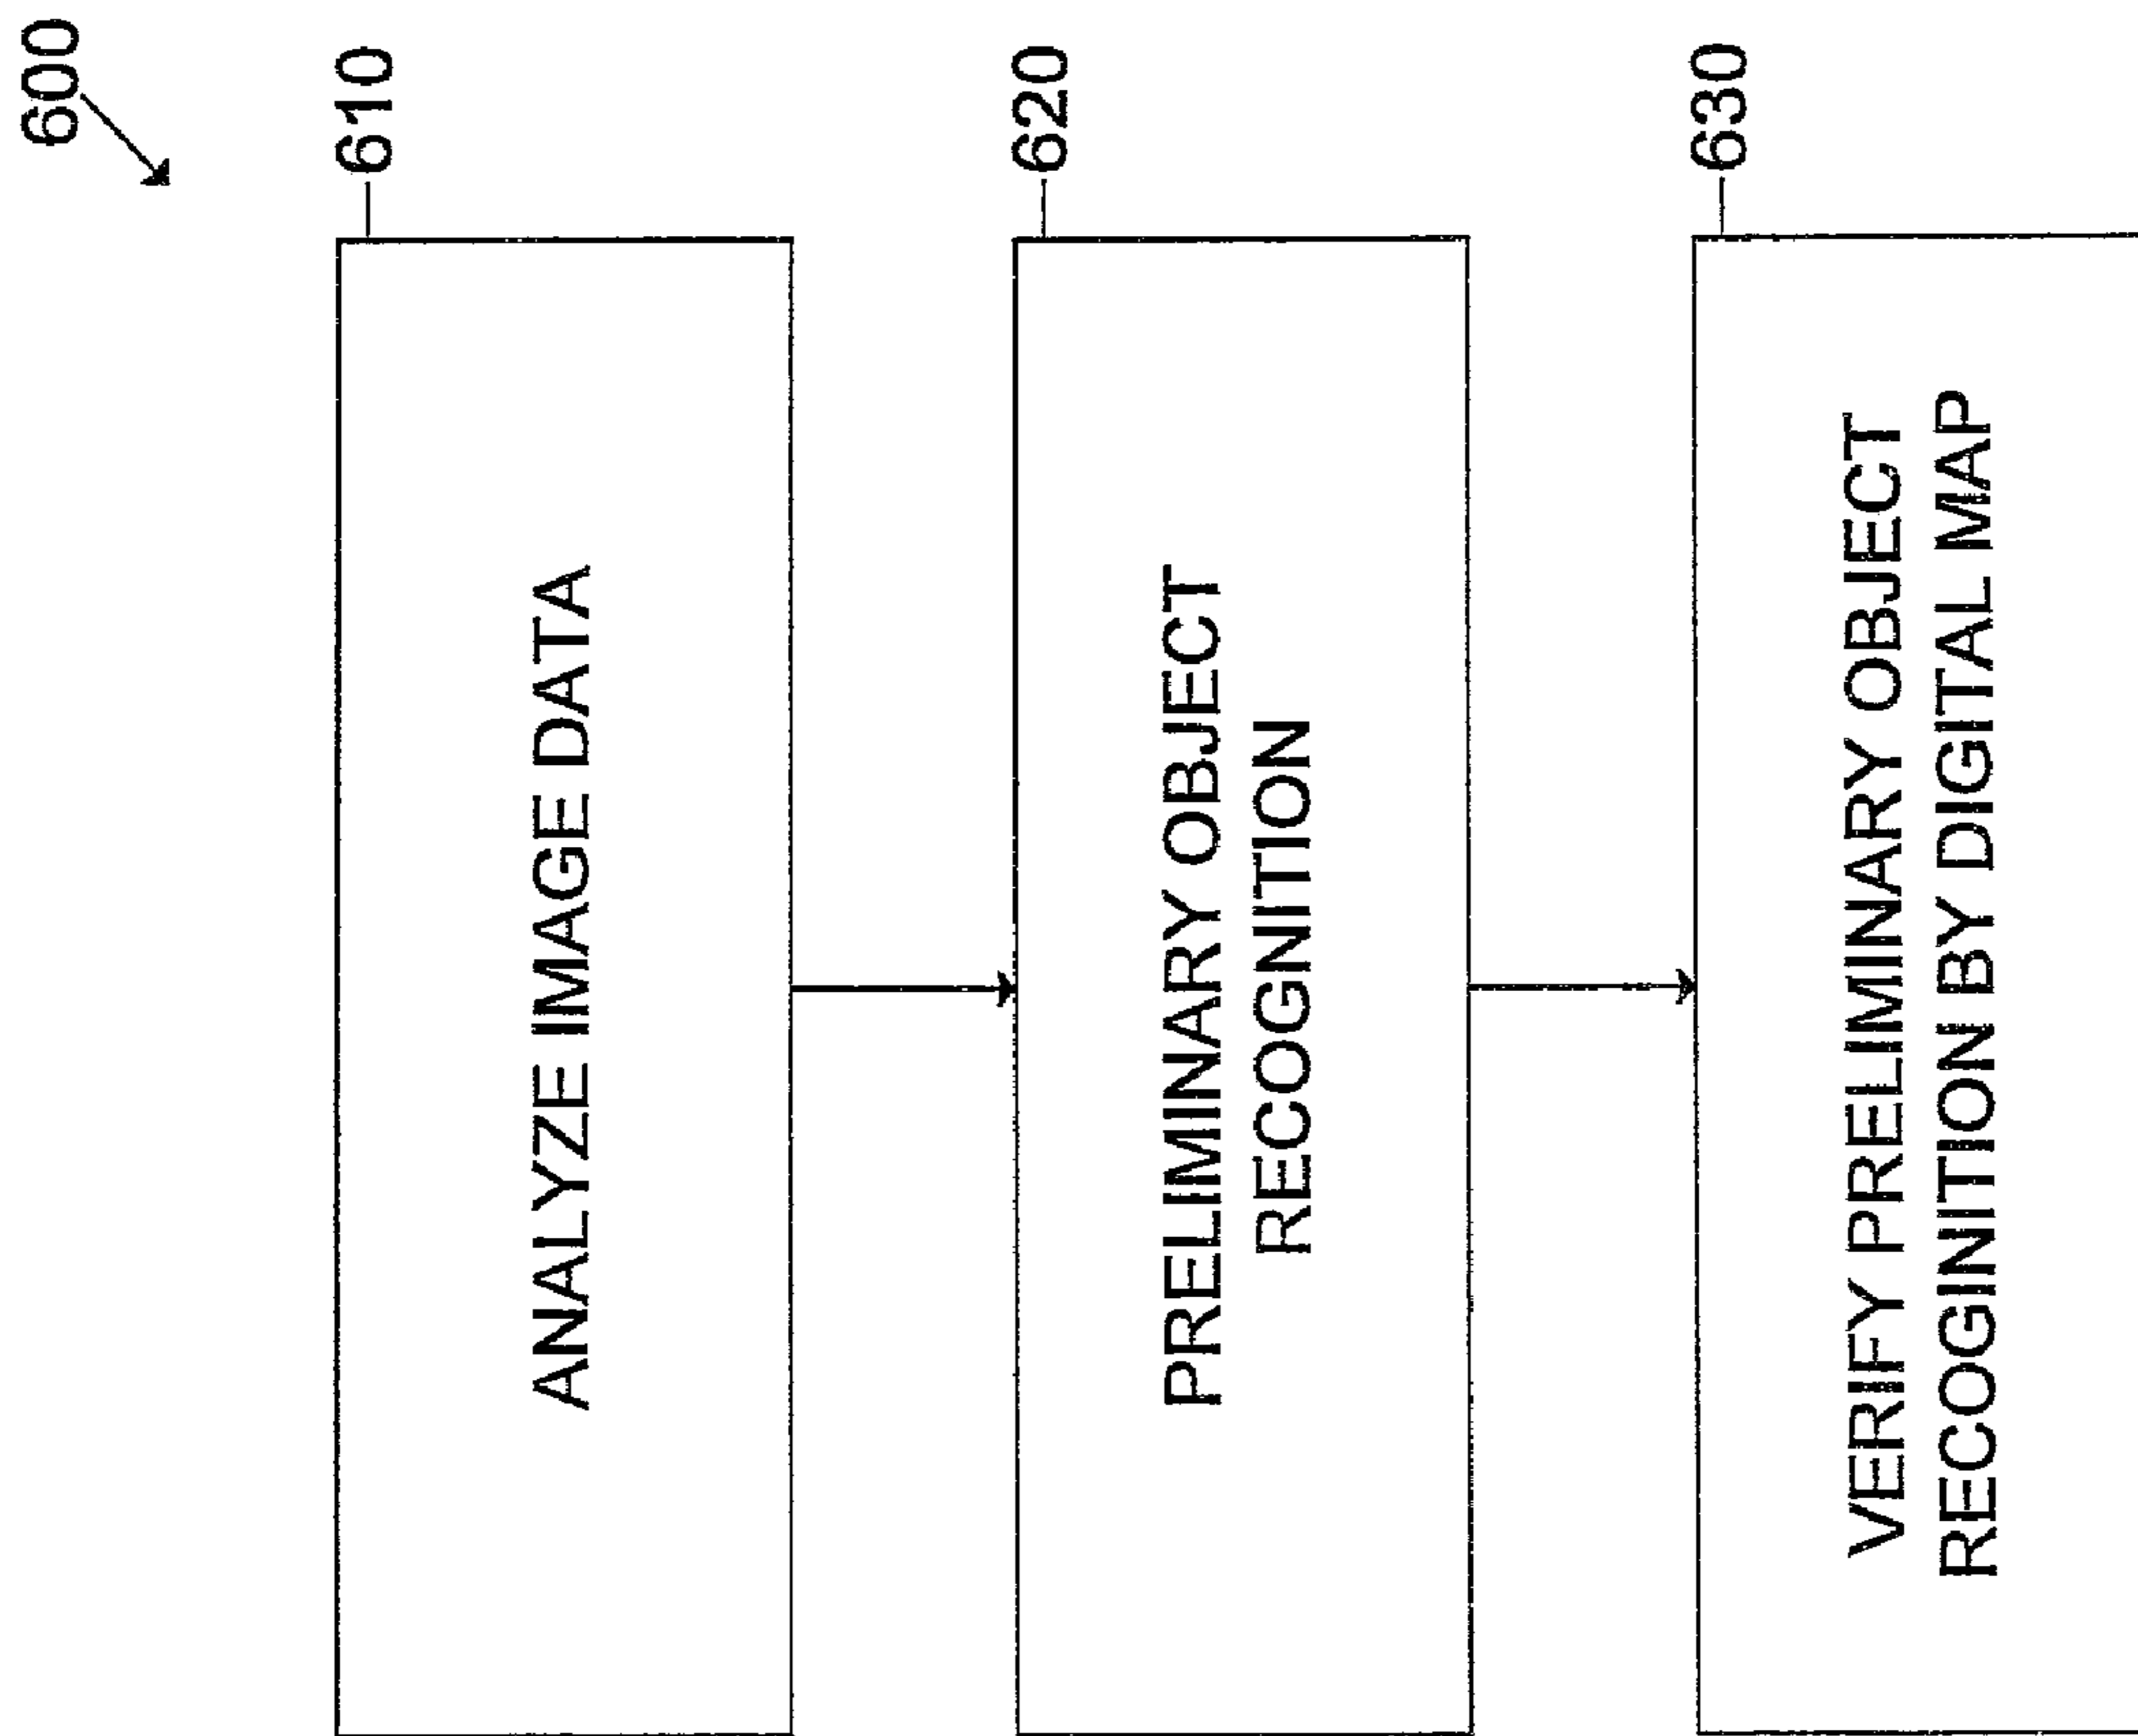 600
610
ANALYZE IMAGE DATA
620
PRELIMINARY OBJECT
RECOGNITION
630
VERIFY PRELIMINARY OBJECT
RECOGINITION BY DIGITAL MAP